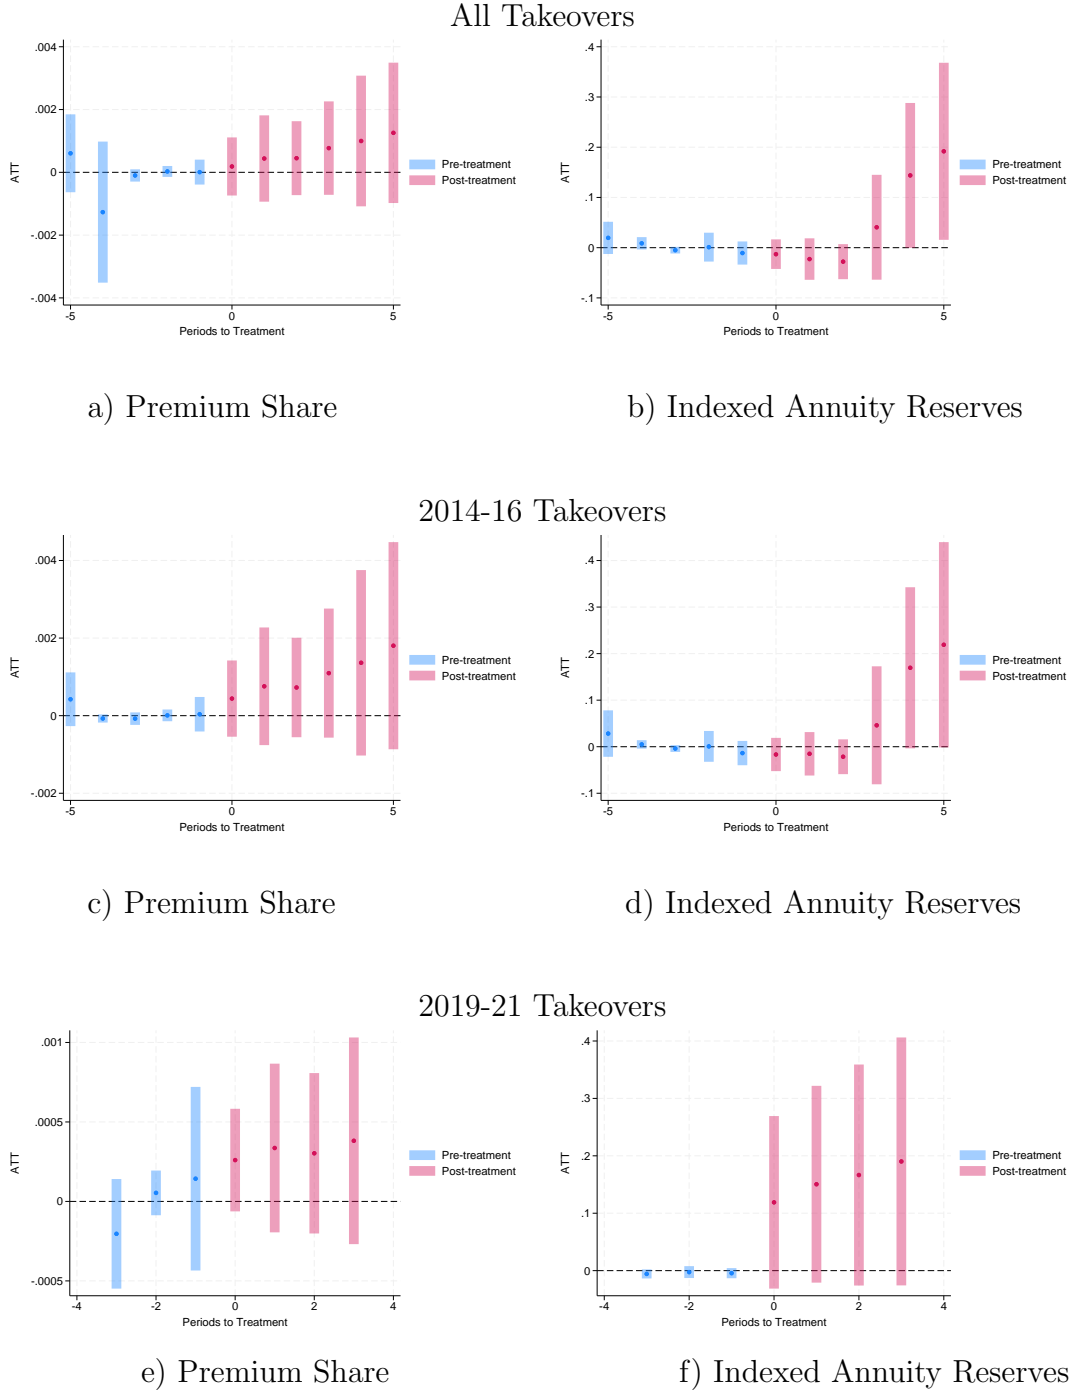 All Takeovers
.004
.002
0
-.002
-.004
ATT
-5
0
5
Periods to Treatment
Pre-treatment
Post-treatment
.4
.3
.2
.1
0
-.1
ATT
-5
0
5
Periods to Treatment
Pre-treatment
Post-treatment
a) Premium Share
b) Indexed Annuity Reserves
2014-16 Takeovers
.004
.002
0
-.002
ATT
-5
0
5
Periods to Treatment
Pre-treatment
Post-treatment
.4
.3
.2
.1
0
-.1
ATT
-5
0
5
Periods to Treatment
Pre-treatment
Post-treatment
c) Premium Share
d) Indexed Annuity Reserves
2019-21 Takeovers
.001
.0005
0
-.0005
ATT
-4
-2
0
2
4
Periods to Treatment
Pre-treatment
Post-treatment
.4
.3
.2
.1
0
ATT
-4
-2
0
2
4
Periods to Treatment
Pre-treatment
Post-treatment
e) Premium Share
f) Indexed Annuity Reserves